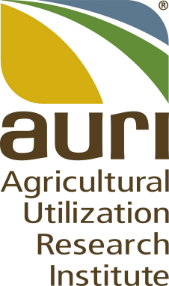 ®
auri
Agricultural
Utilization
Research
Institute